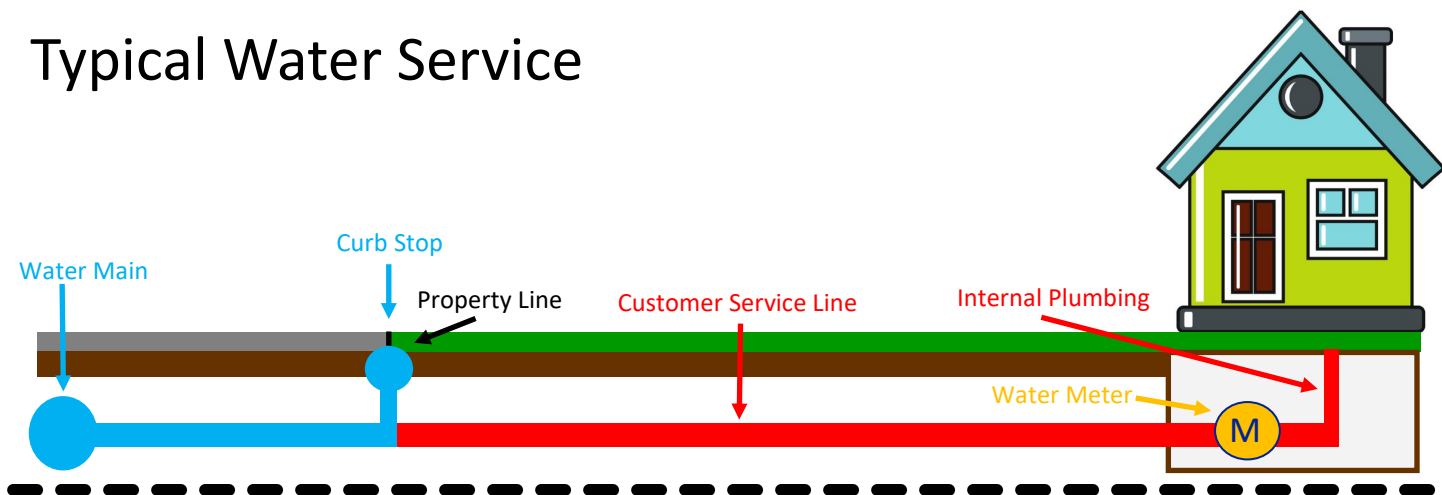 Typical Water Service
Curb Stop
Water Main
Property Line
Customer Service Line
Internal Plumbing
Water Meter
M